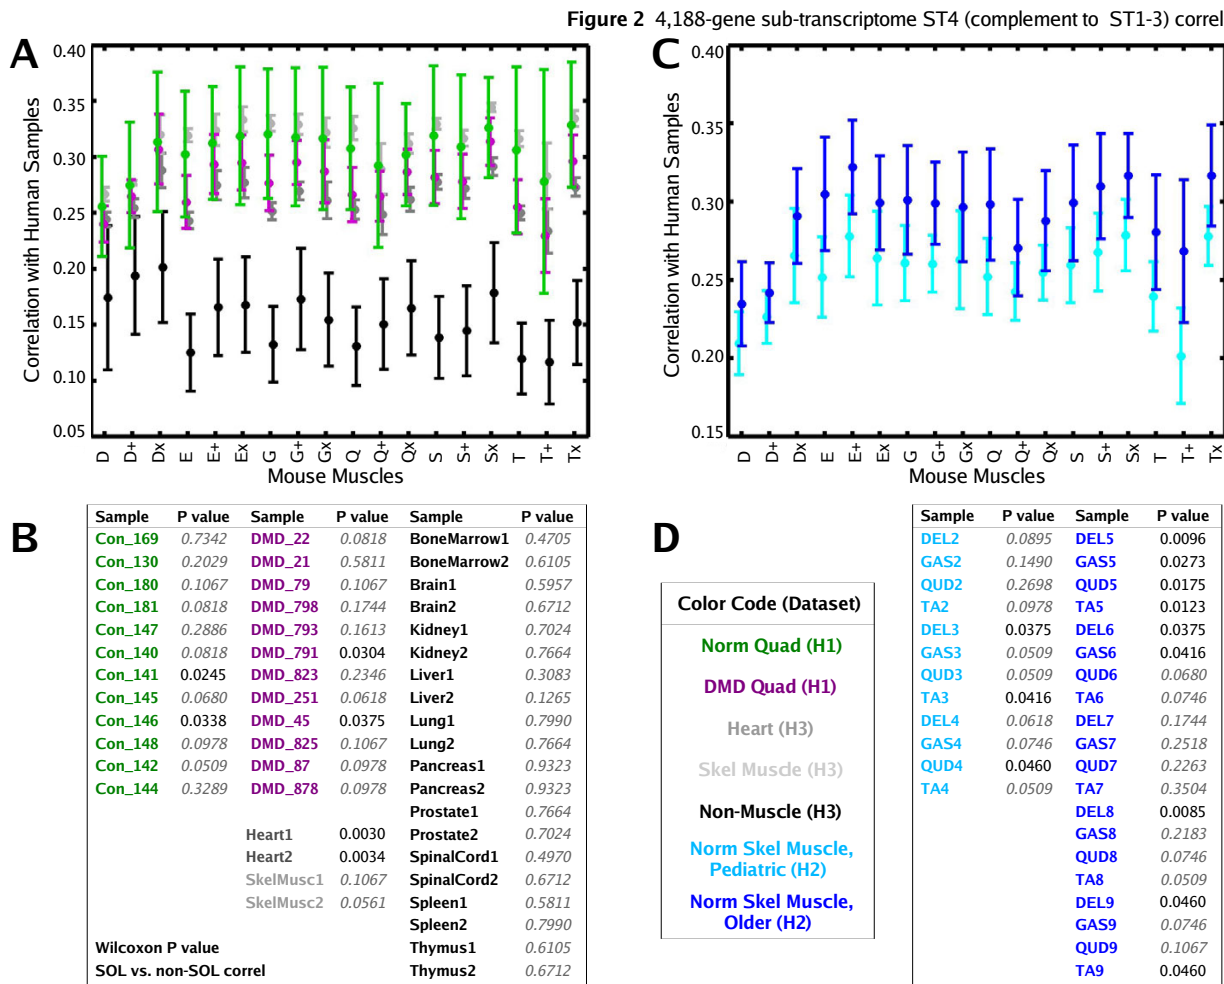 Figure 2 4,188-gene sub-transcriptome ST4 (complement to ST1-3) correl
A
Correlation with Human Samples
0.40
0.35
0.30
0.25
0.20
0.15
0.10
0.05
D D+ Dx E E+ Ex G G+ Gx Q Q+ Qx S S+ Sx T T+ Tx
Mouse Muscles
C
Correlation with Human Samples
0.40
0.35
0.30
0.25
0.20
0.15
D D+ Dx E E+ Ex G G+ Gx Q Q+ Qx S S+ Sx T T+ Tx
Mouse Muscles
B
Sample P value Sample P value Sample P value
Con_169 0.7342 DMD_22 0.0818 BoneMarrow1 0.4705
Con_130 0.2029 DMD_21 0.5811 BoneMarrow2 0.6105
Con_180 0.1067 DMD_79 0.1067 Brain1 0.5957
Con_181 0.0818 DMD_798 0.1744 Brain2 0.6712
Con_147 0.2886 DMD_793 0.1613 Kidney1 0.7024
Con_140 0.0818 DMD_791 0.0304 Kidney2 0.7664
Con_141 0.0245 DMD_823 0.2346 Liver1 0.3083
Con_145 0.0680 DMD_251 0.0618 Liver2 0.1265
Con_146 0.0338 DMD_45 0.0375 Lung1 0.7990
Con_148 0.0978 DMD_825 0.1067 Lung2 0.7664
Con_142 0.0509 DMD_87 0.0978 Pancreas1 0.9323
Con_144 0.3289 DMD_878 0.0978 Pancreas2 0.9323
Prostate1 0.7664
Heart1 0.0030 Prostate2 0.7024
Heart2 0.0034 SpinalCord1 0.4970
SkelMusc1 0.1067 SpinalCord2 0.6712
SkelMusc2 0.0561 Spleen1 0.5811
Spleen2 0.7990
Wilcoxon P value Thymus1 0.6105
SOL vs. non-SOL correl Thymus2 0.6712
D
Color Code (Dataset)
Norm Quad (H1)
DMD Quad (H1)
Heart (H3)
Skel Muscle (H3)
Non-Muscle (H3)
Norm Skel Muscle,
Pediatric (H2)
Norm Skel Muscle,
Older (H2)
Sample P value Sample P value
DEL2 0.0895 DEL5 0.0096
GAS2 0.1490 GAS5 0.0273
QUD2 0.2698 QUD5 0.0175
TA2 0.0978 TA5 0.0123
DEL3 0.0375 DEL6 0.0375
GAS3 0.0509 GAS6 0.0416
QUD3 0.0509 QUD6 0.0680
TA3 0.0416 TA6 0.0746
DEL4 0.0618 DEL7 0.1744
GAS4 0.0746 GAS7 0.2518
QUD4 0.0460 QUD7 0.2263
TA4 0.0509 TA7 0.3504
DEL8 0.0085
GAS8 0.2183
QUD8 0.0746
TA8 0.0509
DEL9 0.0460
GAS9 0.0746
QUD9 0.1067
TA9 0.0460